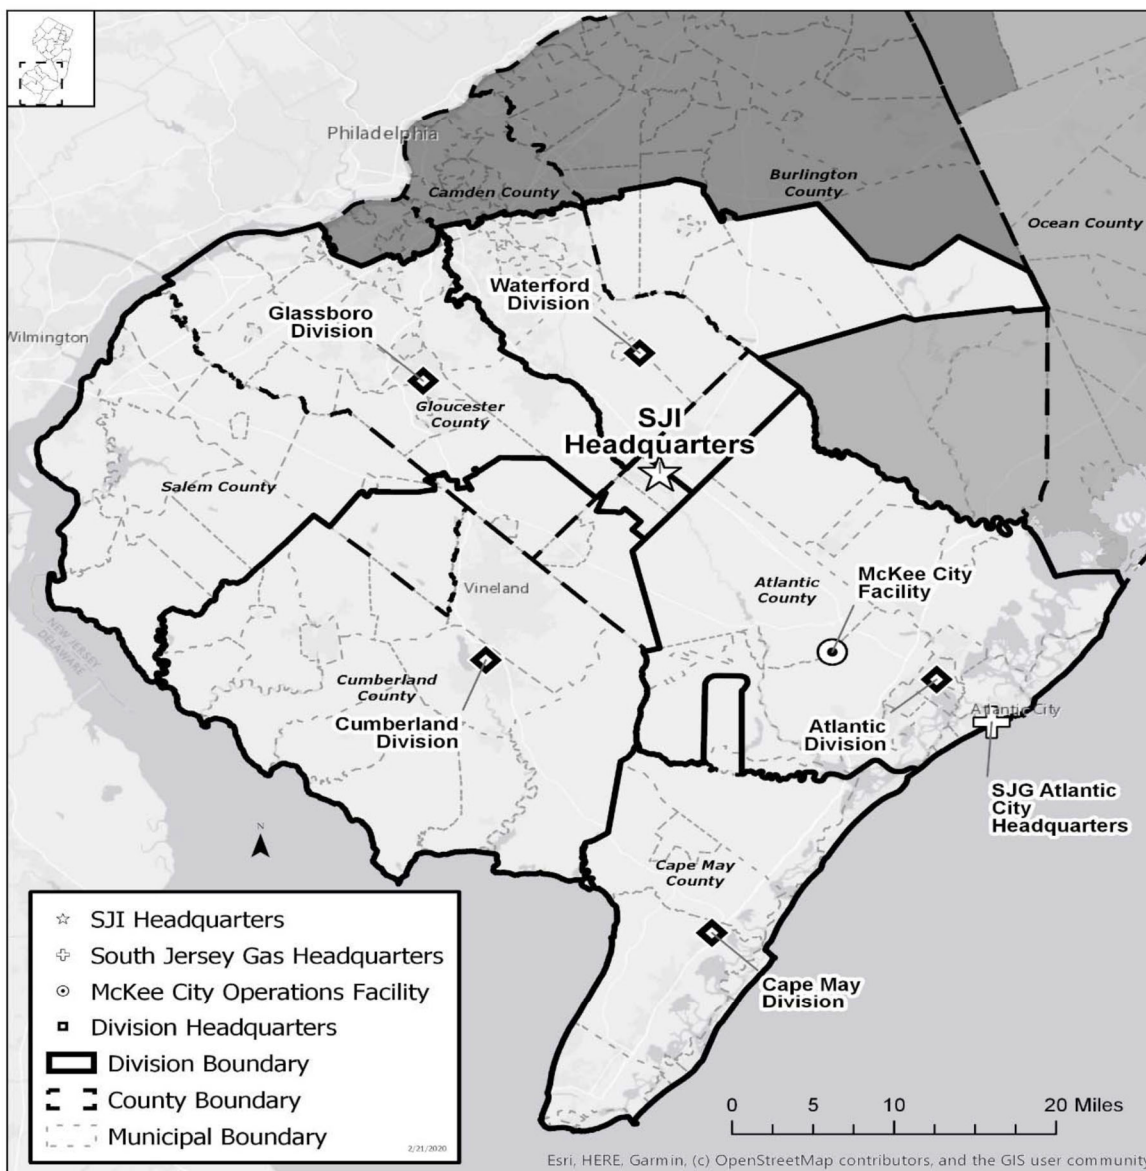 Philadelphia
Camden County
Burlington
County
Ocean County
Waterford
Division
Glassboro
Division
Wilmington
Gloucester
County
SJI
Headquarters
Salem County
Vineland
Atlantic
County
McKee City
Facility
NEW JERSEY
DELAWARE
Cumberland
County
Cumberland
Division
Atlantic
Division
Atlantic City
SJG Atlantic
City
Headquarters
N
Cape May
County
Cape May
Division
SJI Headquarters
South Jersey Gas Headquarters
McKee City Operations Facility
Division Headquarters
Division Boundary
County Boundary
Municipal Boundary
2/21/2020
0 5 10 20 Miles
Esri, HERE, Garmin, (c) OpenStreetMap contributors, and the GIS user community